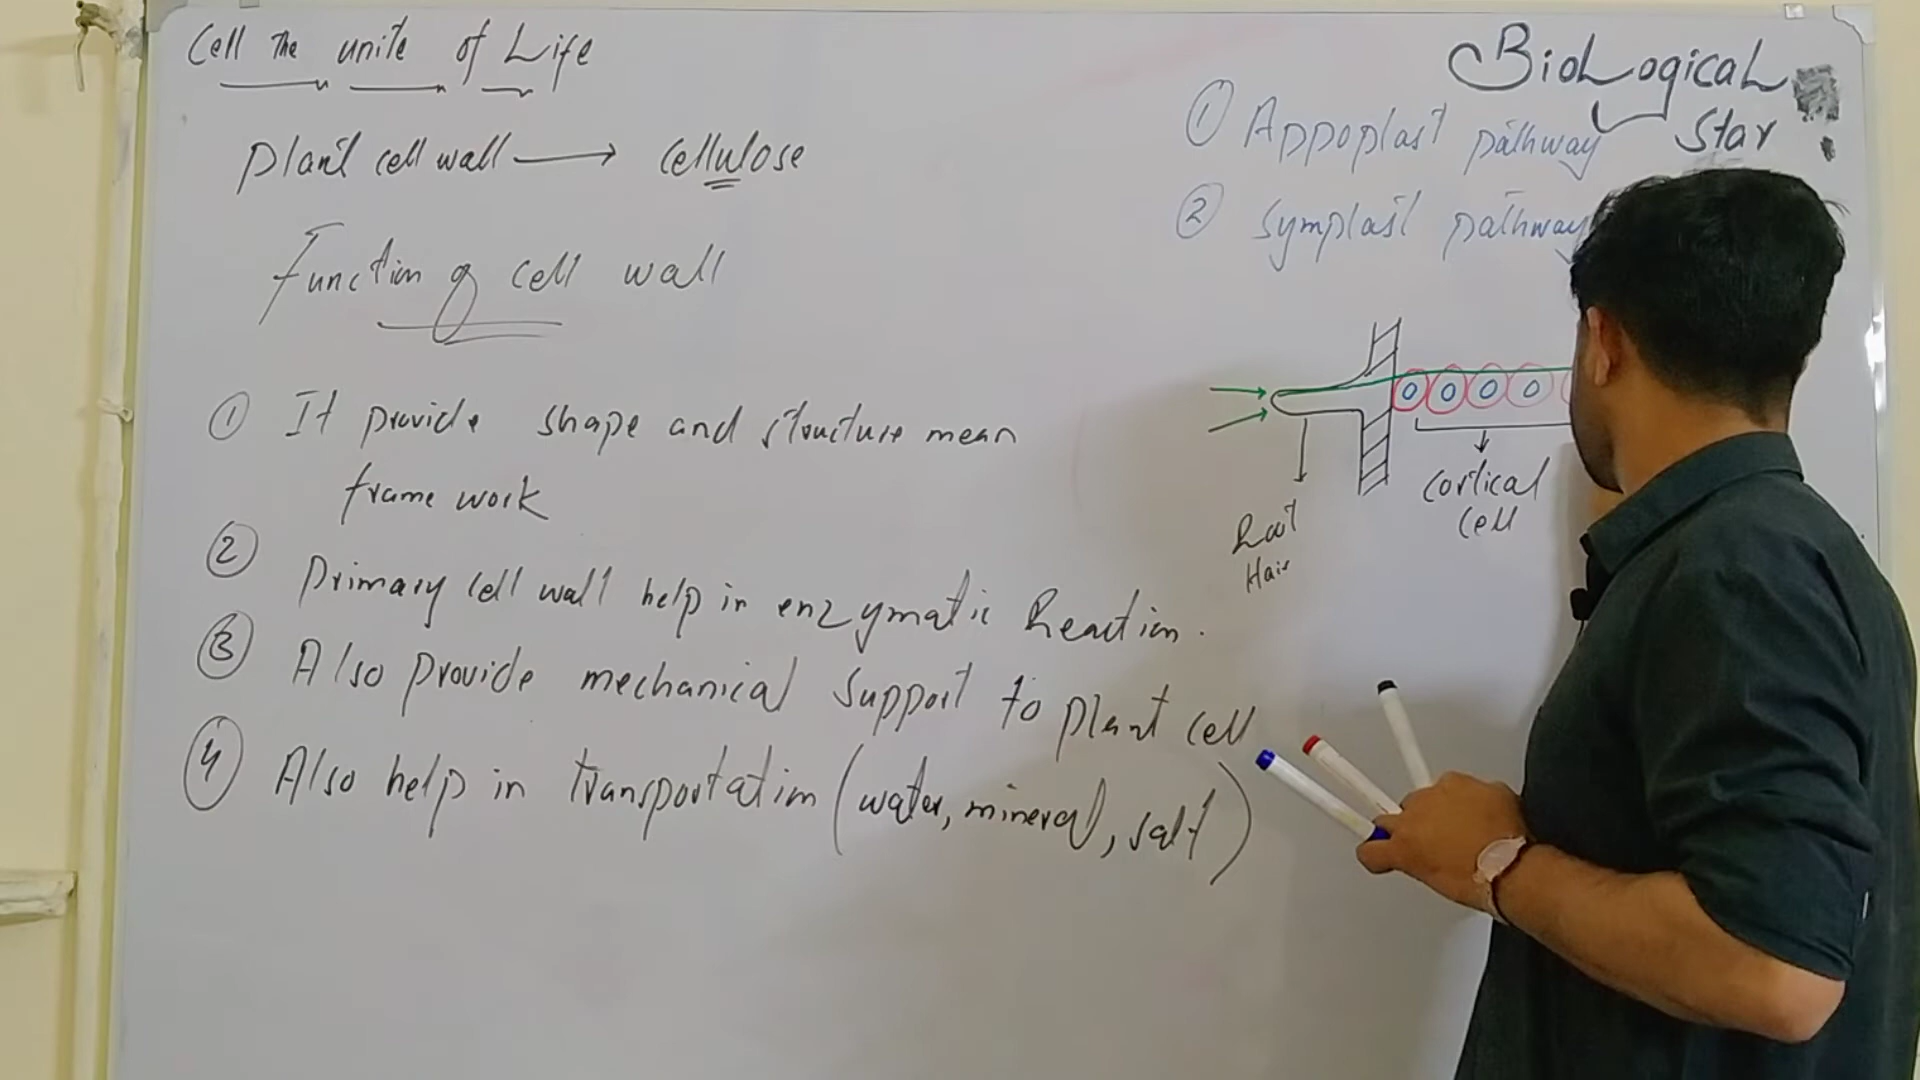 Cell The unite of Life
plant cell wall → cellulose
Function of cell wall
① It provide shape and structure mean
frame work
② Primary cell wall help in enzymatic Reaction.
③ Also provide mechanical support to plant cell
④ Also help in transportation (water, mineral, salt)
BioLogicaL
Star
① Appoplast pathway
② Symplast pathway
Root
Hair
Cortical
Cell